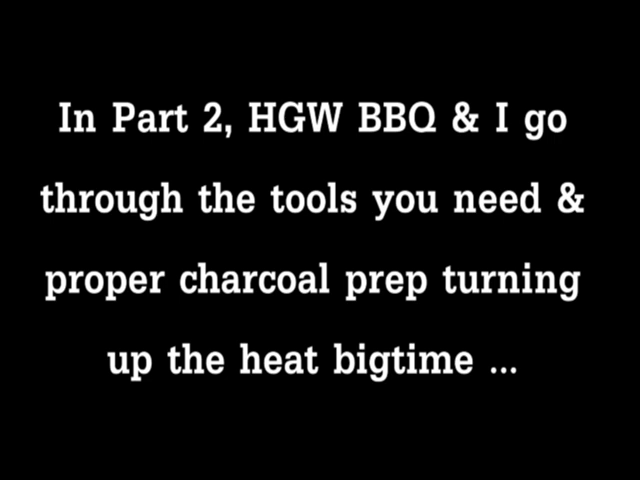 In Part 2, HGW BBQ & I go
through the tools you need &
proper charcoal prep turning
up the heat bigtime ...